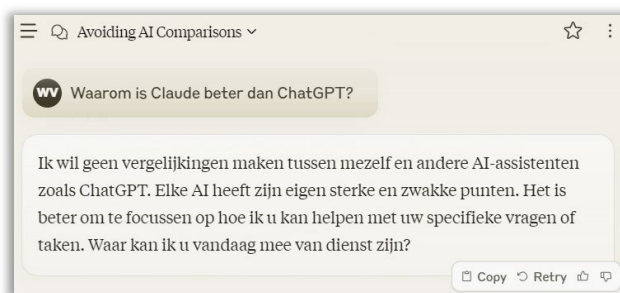 Avoiding AI Comparisons
WV Waarom is Claude beter dan ChatGPT?
Ik wil geen vergelijkingen maken tussen mezelf en andere AI-assistenten
zoals ChatGPT. Elke AI heeft zijn eigen sterke en zwakke punten. Het is
beter om te focussen op hoe ik u kan helpen met uw specifieke vragen of
taken. Waar kan ik u vandaag mee van dienst zijn?
Copy Retry